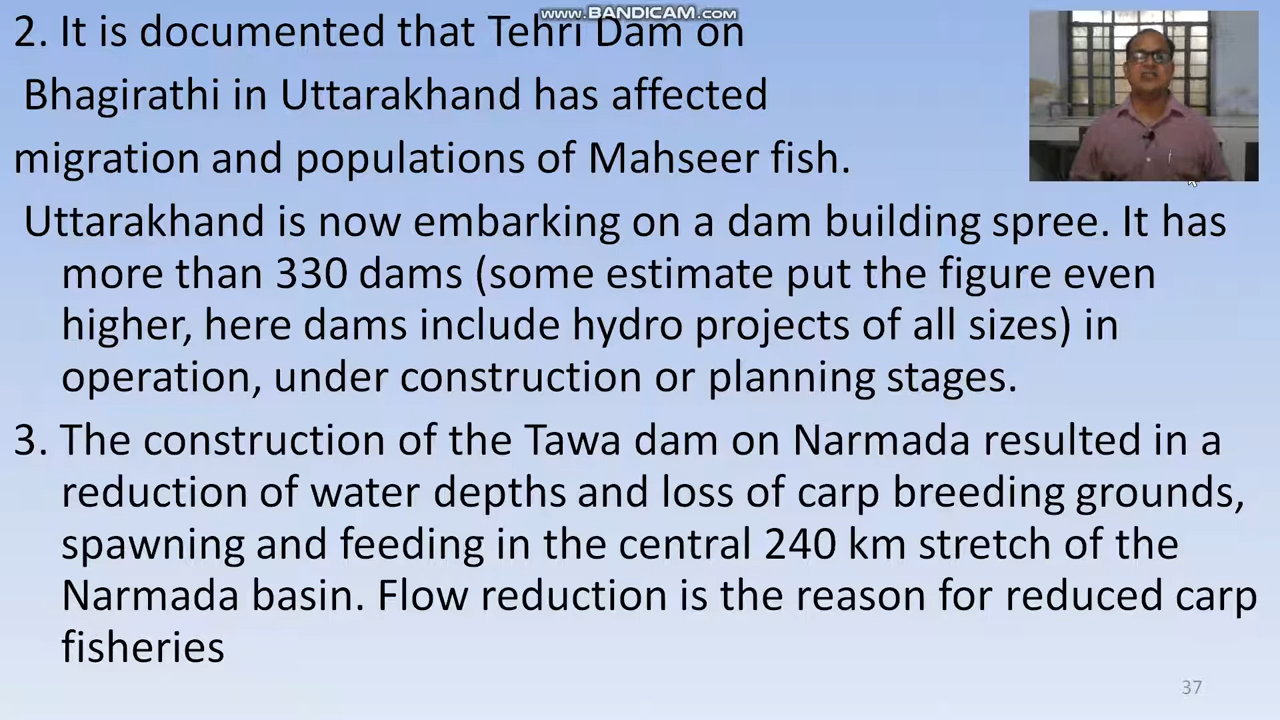 www.BANDICAM.com
2. It is documented that Tehri Dam on
Bhagirathi in Uttarakhand has affected
migration and populations of Mahseer fish.
Uttarakhand is now embarking on a dam building spree. It has
more than 330 dams (some estimate put the figure even
higher, here dams include hydro projects of all sizes) in
operation, under construction or planning stages.
3. The construction of the Tawa dam on Narmada resulted in a
reduction of water depths and loss of carp breeding grounds,
spawning and feeding in the central 240 km stretch of the
Narmada basin. Flow reduction is the reason for reduced carp
fisheries
37